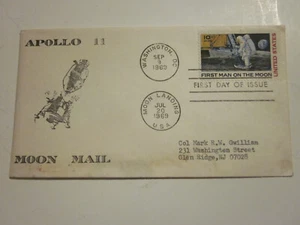 APOLLO 11
WASHINGTON, DC
SEP
9
1969
10¢
UNITED STATES
FIRST MAN ON THE MOON
FIRST DAY OF ISSUE
MOON LANDING
JUL
20
1969
U.S.A.
MOON MAIL
Col Mark H.W. Gwillian
231 Washington Street
Glen Ridge, NJ 07028